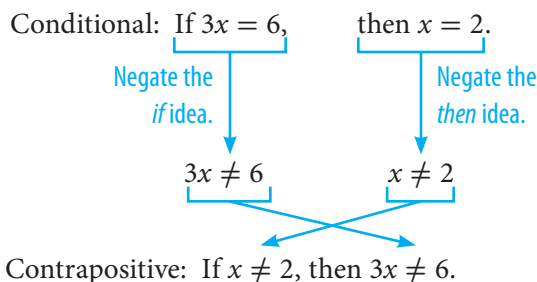 Conditional: If 3x = 6, then x = 2.
Negate the Negate the
if idea. then idea.
3x ≠ 6 x ≠ 2
Contrapositive: If x ≠ 2, then 3x ≠ 6.